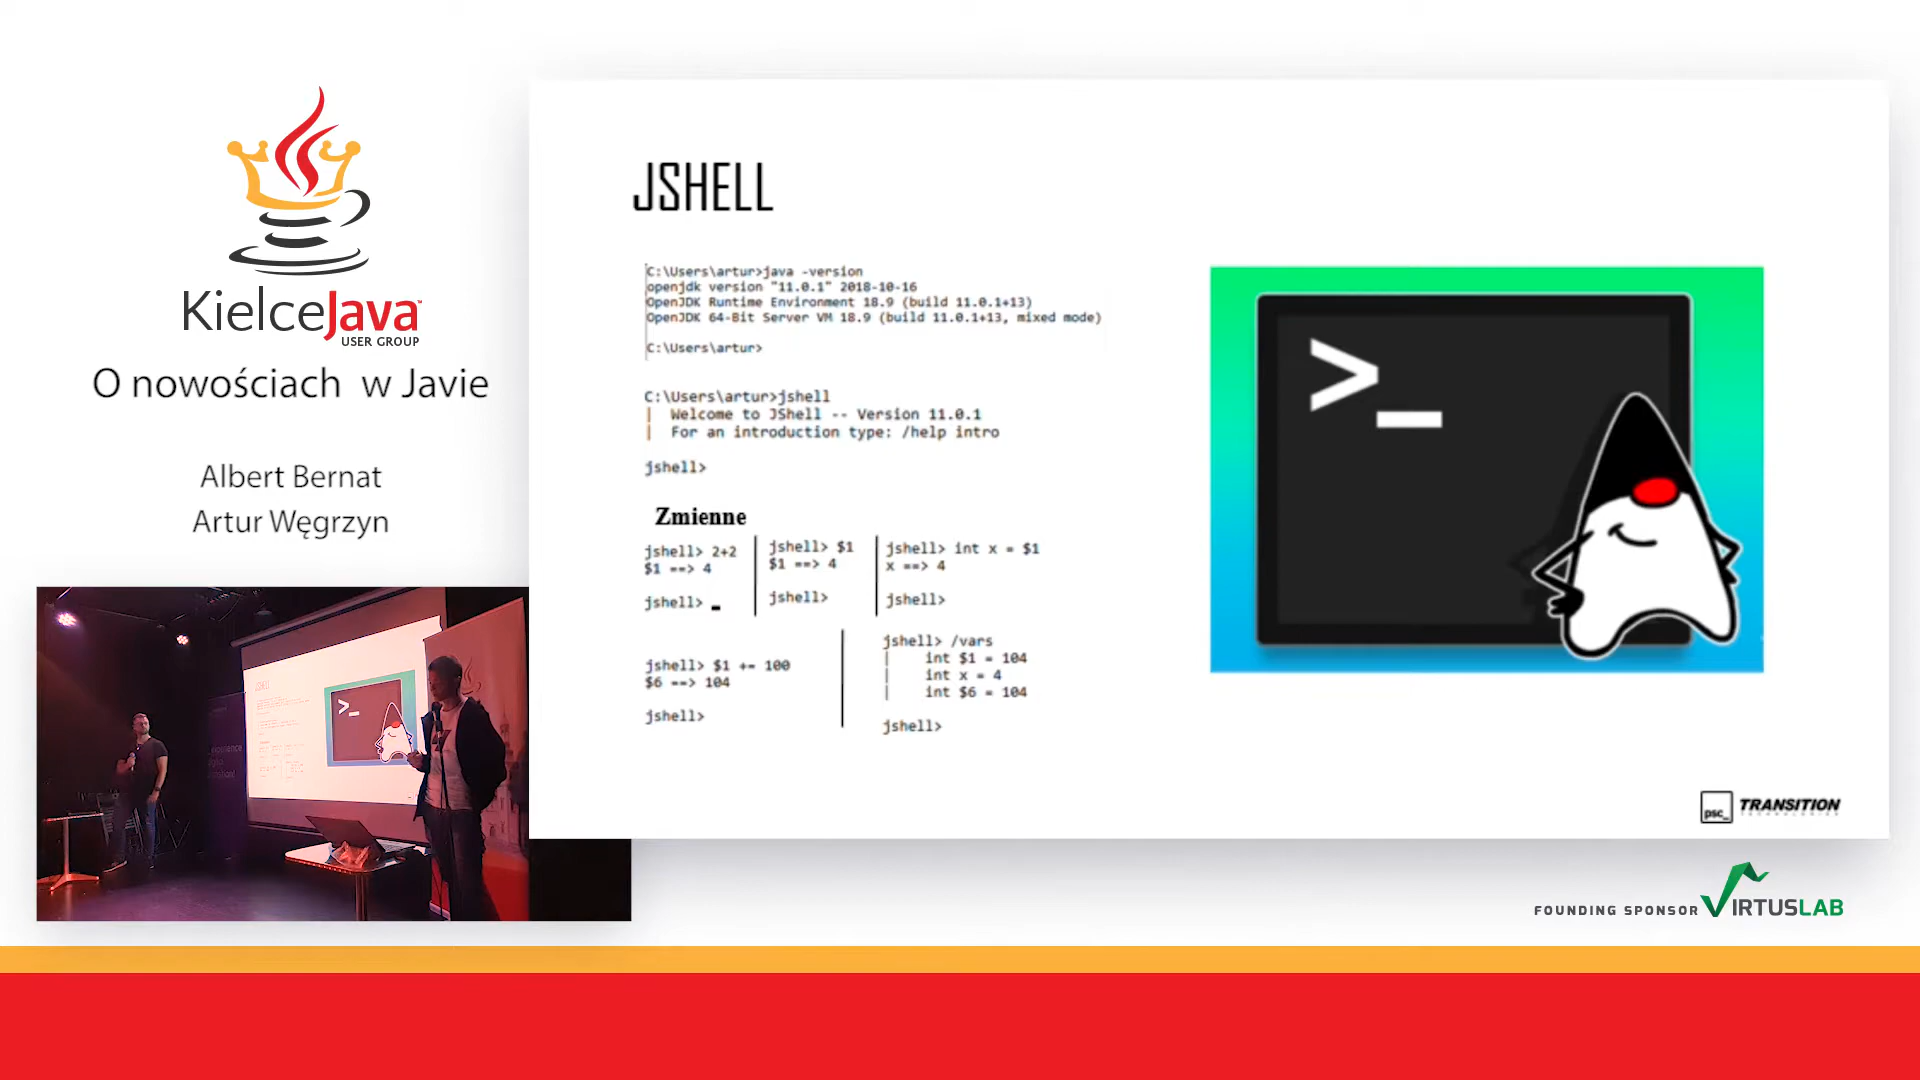 KielceJava
USER GROUP
O nowościach w Javie
Albert Bernat
Artur Węgrzyn
JSHELL
C:\Users\artur>java -version
openjdk version "11.0.1" 2018-10-16
OpenJDK Runtime Environment 18.9 (build 11.0.1+13)
OpenJDK 64-Bit Server VM 18.9 (build 11.0.1+13, mixed mode)
C:\Users\artur>
C:\Users\artur>jshell
| Welcome to JShell -- Version 11.0.1
| For an introduction type: /help intro
jshell>
Zmienne
jshell> 2+2
$1 ==> 4
jshell> _
jshell> $1
$1 ==> 4
jshell>
jshell> int x = $1
x ==> 4
jshell>
jshell> $1 += 100
$6 ==> 104
jshell>
jshell> /vars
| int $1 = 104
| int x = 4
| int $6 = 104
jshell>
>_
psc_ TRANSITION
TECHNOLOGIES
FOUNDING SPONSOR VIRTUSLAB
JSHELL
>_